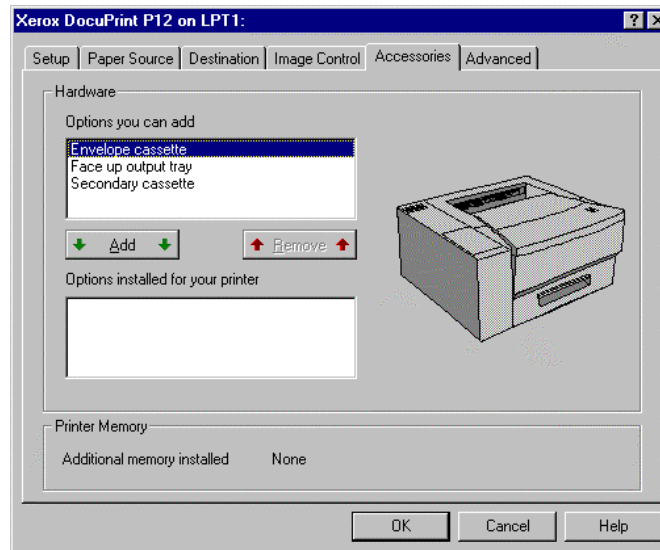 Xerox DocuPrint P12 on LPT1:
Setup Paper Source Destination Image Control Accessories Advanced
Hardware
Options you can add
Envelope cassette
Face up output tray
Secondary cassette
Add Remove
Options installed for your printer
Printer Memory
Additional memory installed None
OK Cancel Help